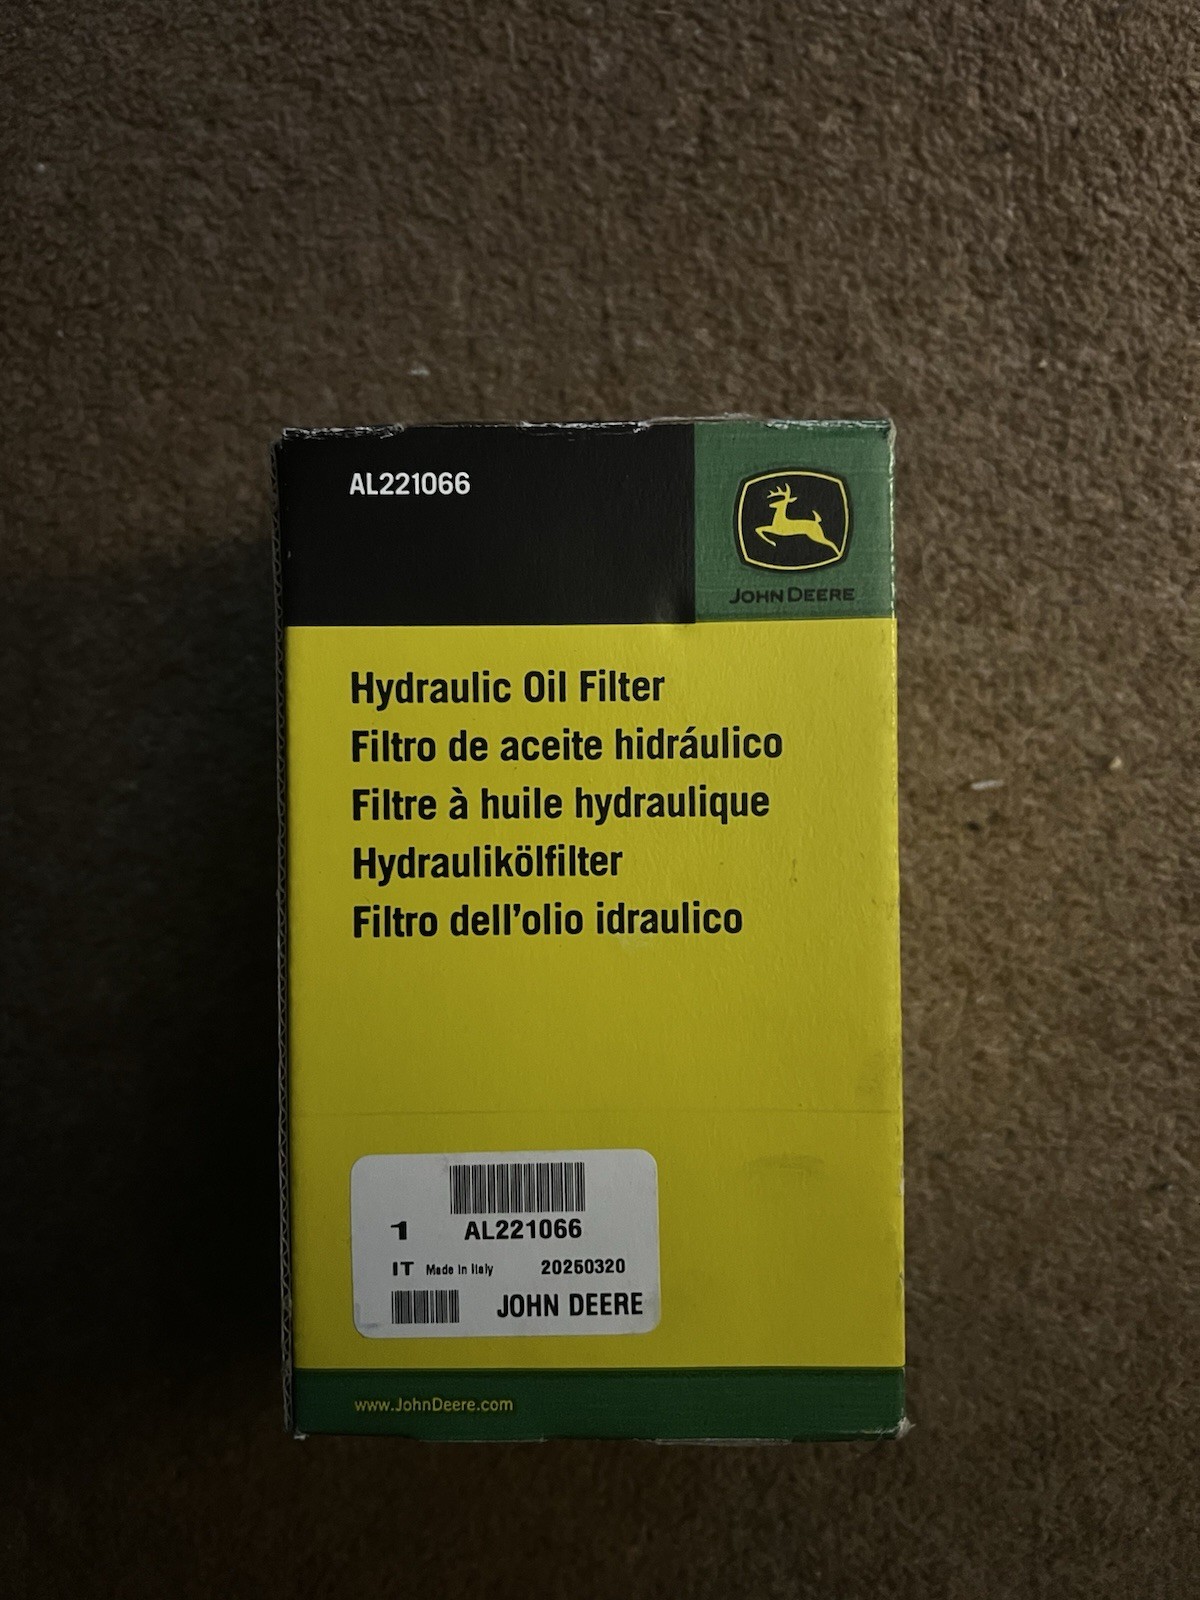 AL221066
JOHN DEERE
Hydraulic Oil Filter
Filtro de aceite hidráulico
Filtre à huile hydraulique
Hydraulikölfilter
Filtro dell'olio idraulico
1 AL221066
IT Made in Italy 20250320
JOHN DEERE
www.JohnDeere.com